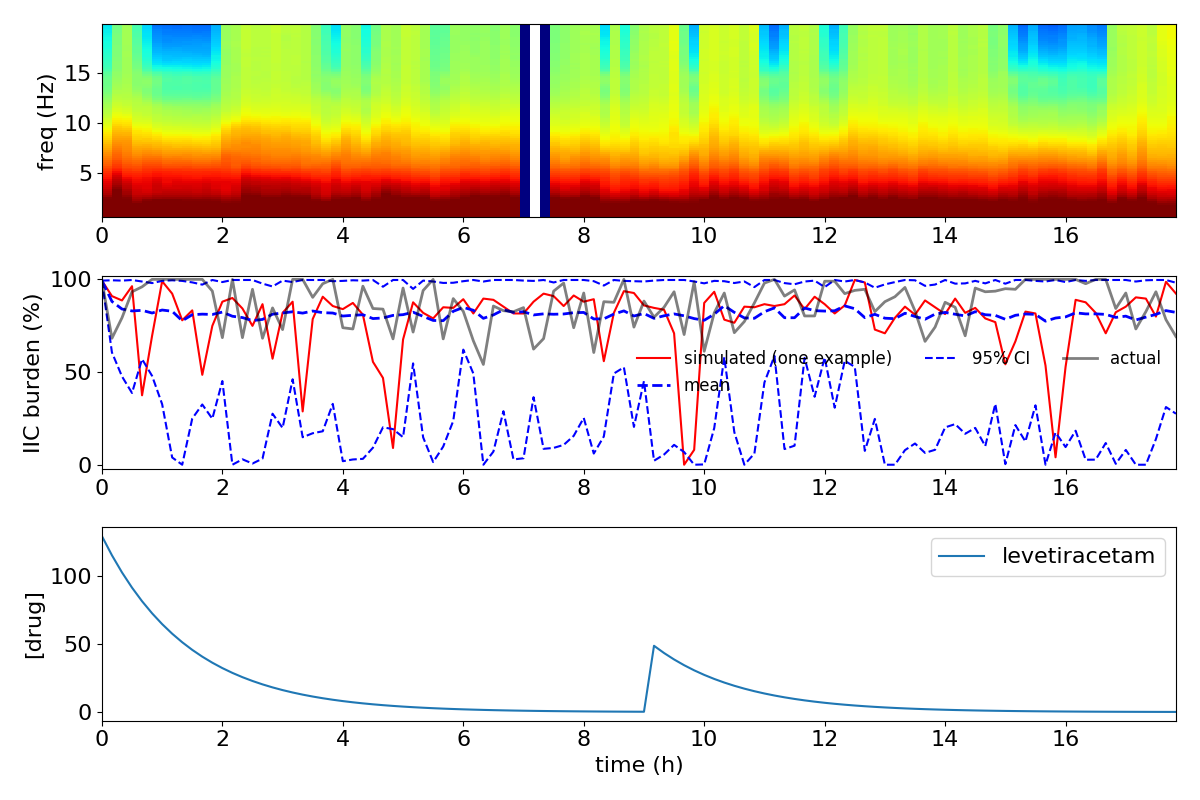 15
10
5
freq (Hz)
0 2 4 6 8 10 12 14 16
100
50
0
IIC burden (%)
simulated (one example) 95% CI actual
mean
0 2 4 6 8 10 12 14 16
100
50
0
[drug]
levetiracetam
0 2 4 6 8 10 12 14 16
time (h)